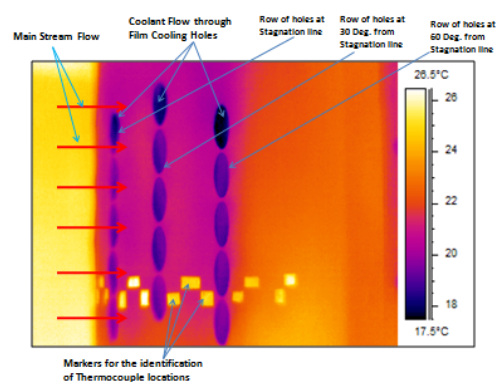 Main Stream Flow
Coolant Flow through
Film Cooling Holes
Row of holes at
Stagnation line
Row of holes at
30 Deg. from
Stagnation line
Row of holes at
60 Deg. from
Stagnation line
26.5°C
26
24
22
20
18
17.5°C
Markers for the identification
of Thermocouple locations